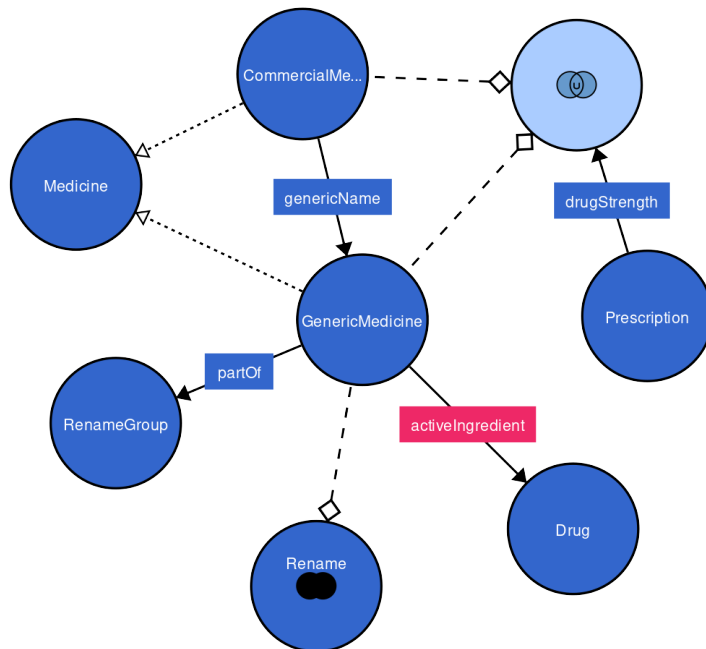 CommercialMe...
U
Medicine
genericName
drugStrength
GenericMedicine
Prescription
partOf
RenameGroup
activeIngredient
Drug
Rename